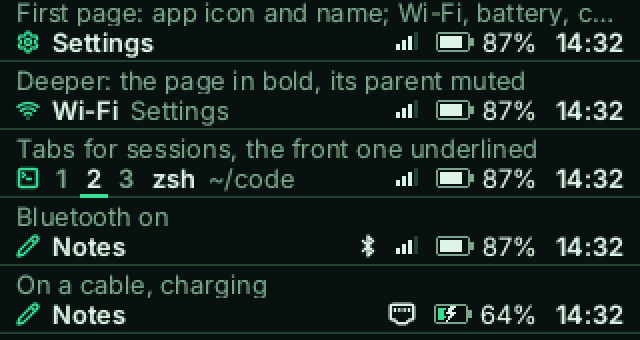 First page: app icon and name; Wi-Fi, battery, c...
Settings 87% 14:32
Deeper: the page in bold, its parent muted
Wi-Fi Settings 87% 14:32
Tabs for sessions, the front one underlined
1 2 3 zsh ~/code 87% 14:32
Bluetooth on
Notes 87% 14:32
On a cable, charging
Notes 64% 14:32